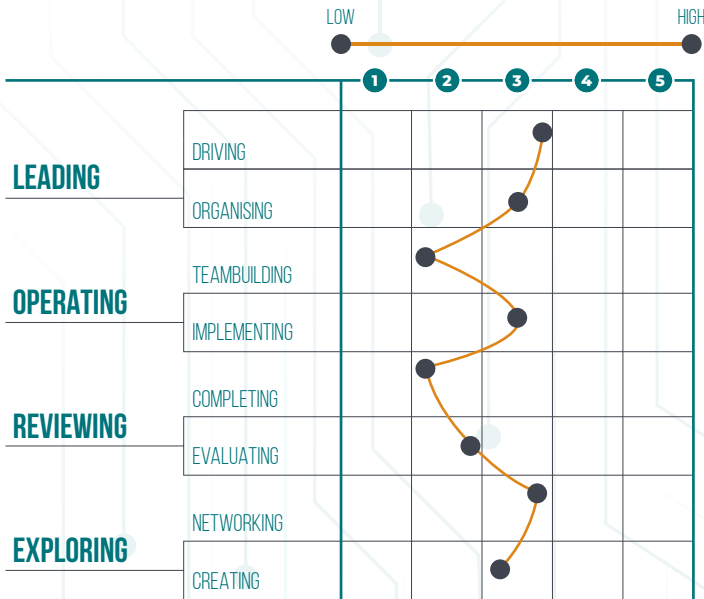 LOW HIGH
1 2 3 4 5
LEADING
DRIVING
ORGANISING
OPERATING
TEAMBUILDING
IMPLEMENTING
REVIEWING
COMPLETING
EVALUATING
EXPLORING
NETWORKING
CREATING